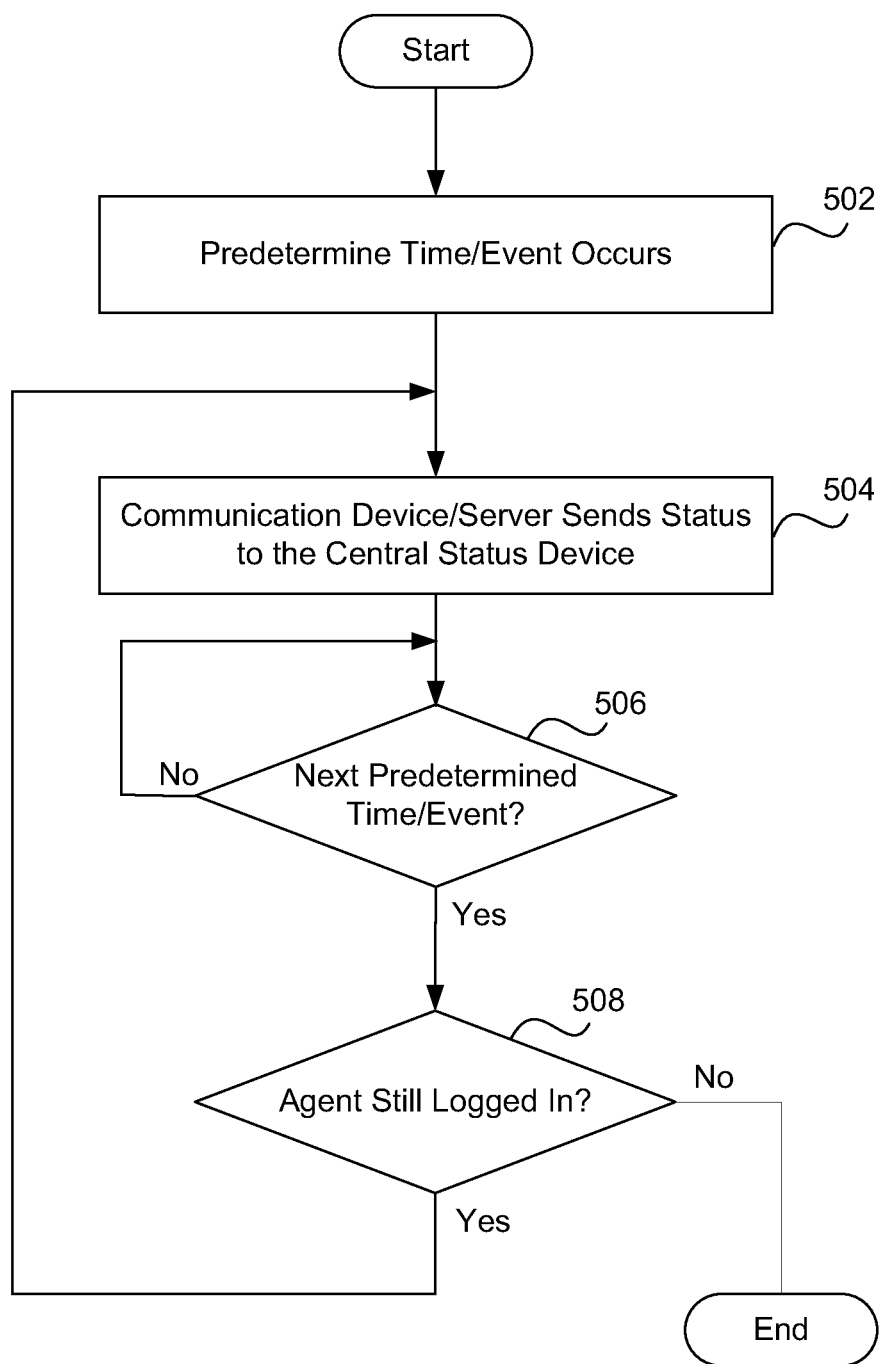 Start
502
Predetermine Time/Event Occurs
504
Communication Device/Server Sends Status
to the Central Status Device
506
No
Next Predetermined
Time/Event?
Yes
508
No
Agent Still Logged In?
Yes
End